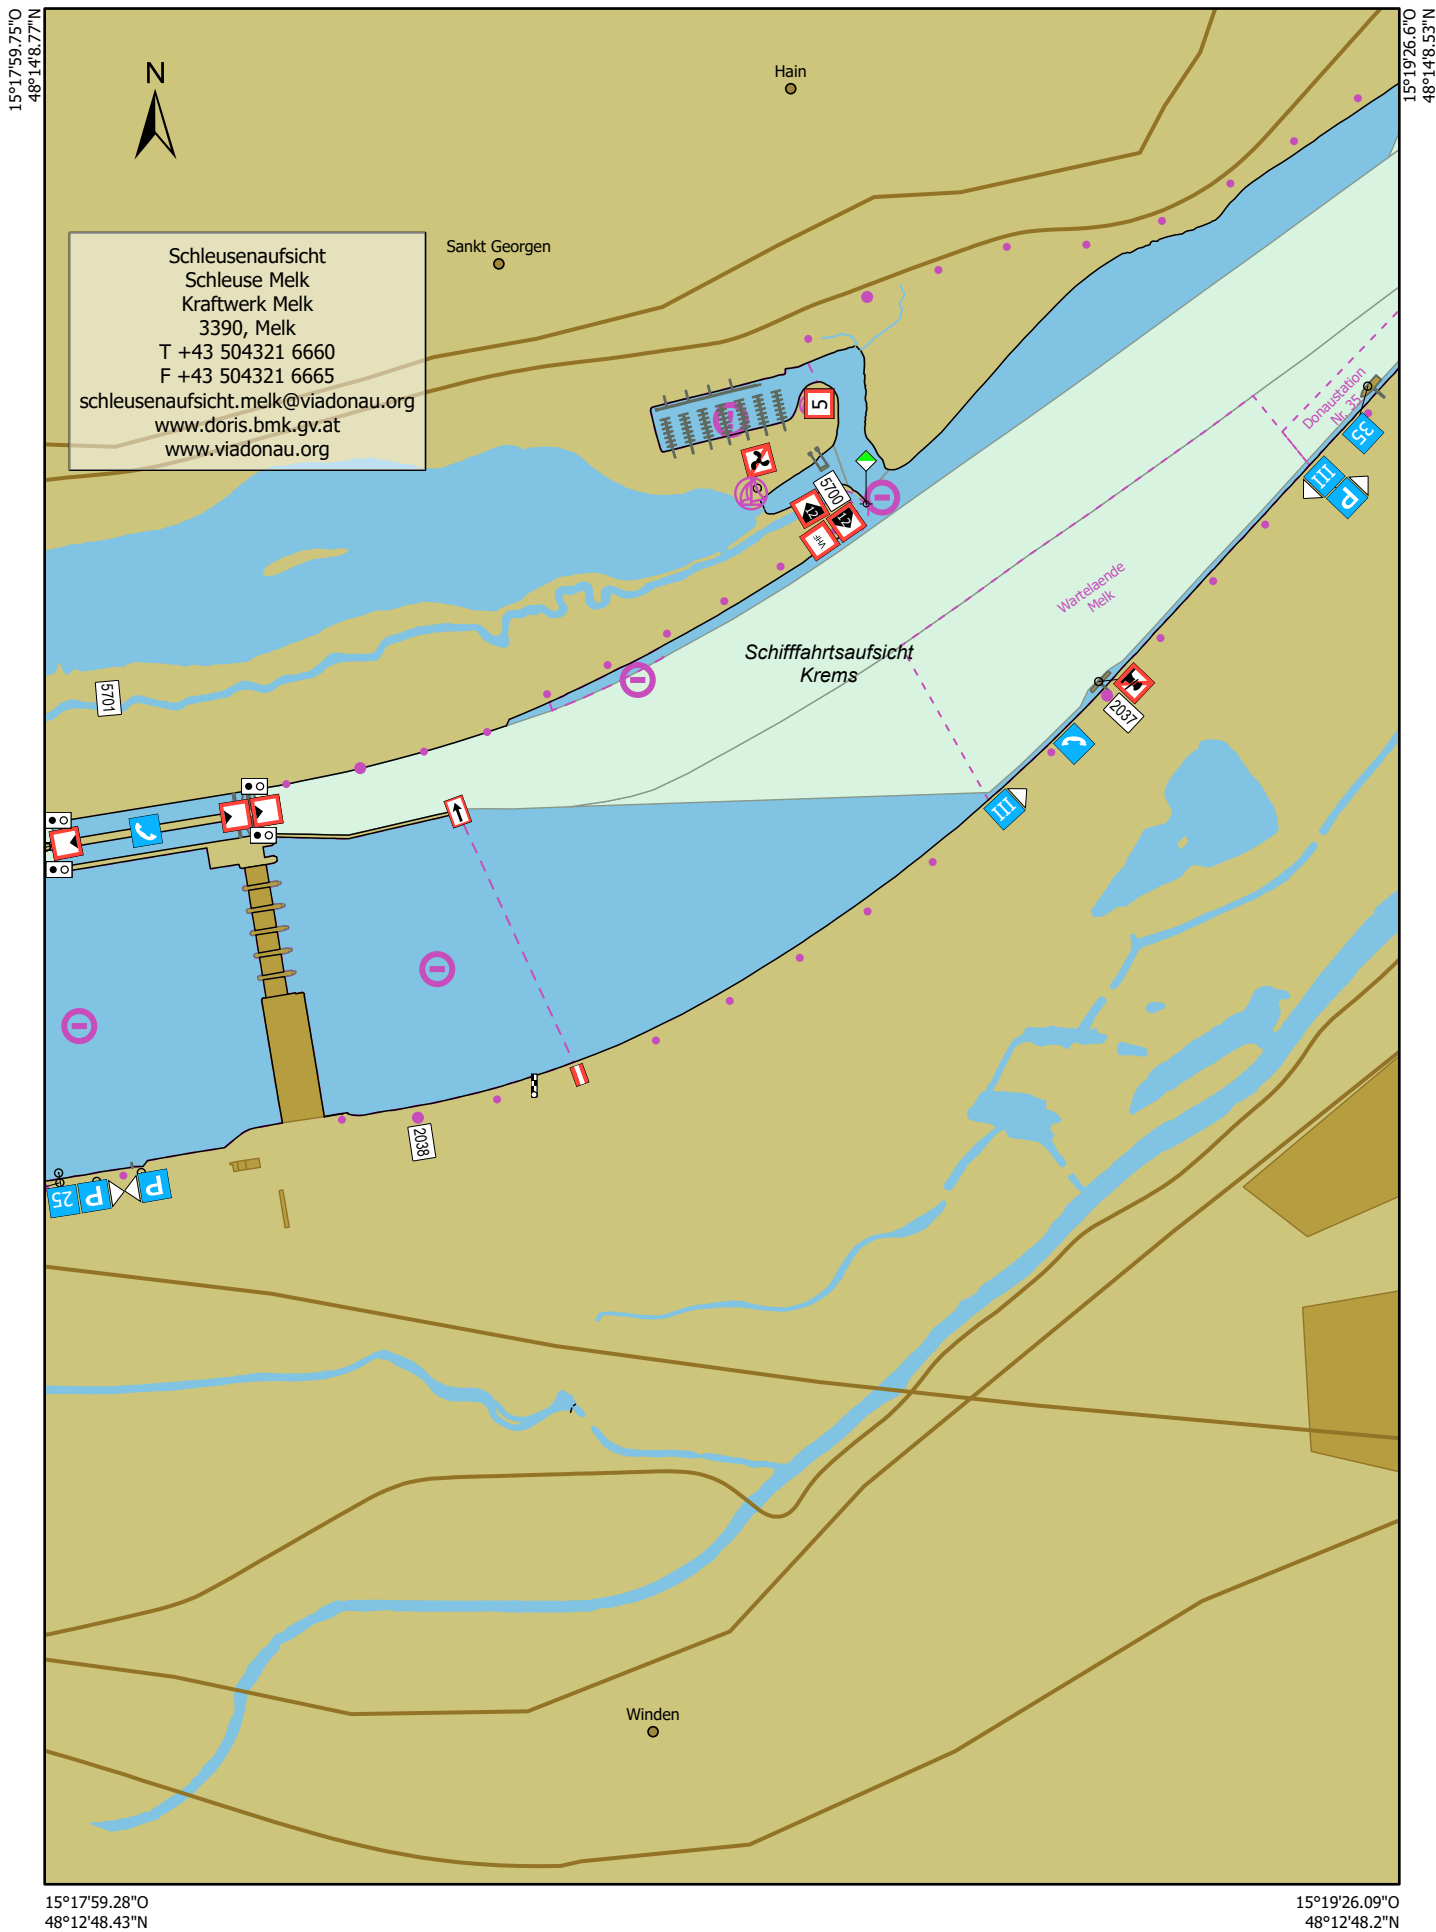 15°17'59.75"O
48°14'8.77"N
15°19'26.6"O
48°14'8.53"N
N
Hain
Sankt Georgen
Schleusenaufsicht
Schleuse Melk
Kraftwerk Melk
3390, Melk
T +43 504321 6660
F +43 504321 6665
schleusenaufsicht.melk@viadonau.org
www.doris.bmk.gv.at
www.viadonau.org
5
Donaustation
Nr. 35
35
III
P
5700
12
12
VHF
Wartelaende
Melk
Schifffahrtsaufsicht
Krems
5701
2037
III
2038
25
P
P
Winden
15°17'59.28"O
48°12'48.43"N
15°19'26.09"O
48°12'48.2"N